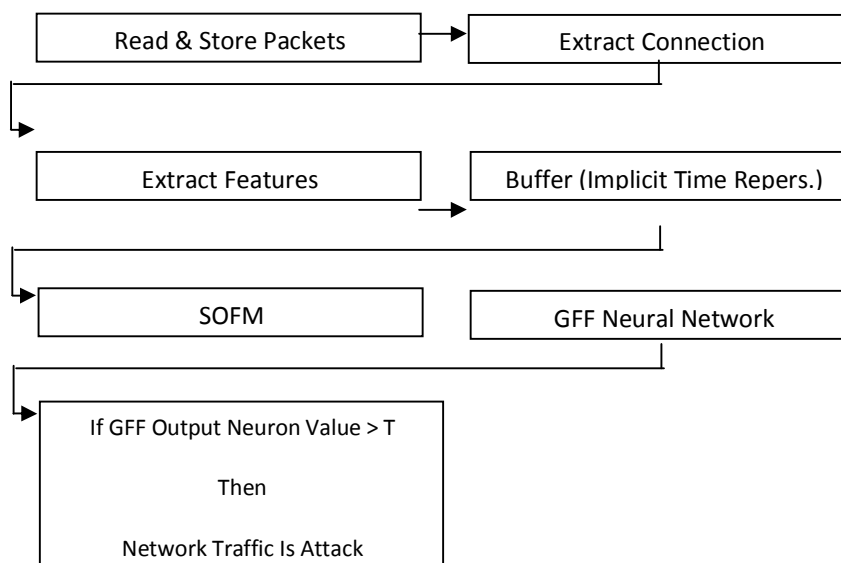 Read & Store Packets
Extract Connection
Extract Features
Buffer (Implicit Time Repers.)
SOFM
GFF Neural Network
If GFF Output Neuron Value > T
Then
Network Traffic Is Attack